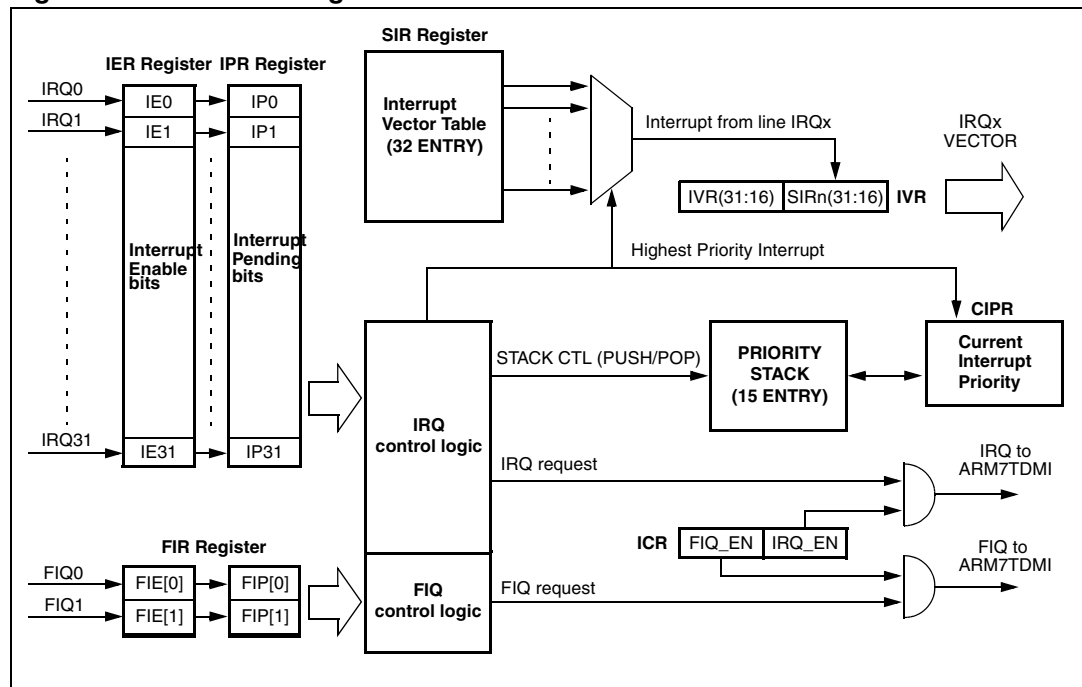 SIR Register
IER Register IPR Register
IRQ0
IE0
IP0
IRQ1
IE1
IP1
Interrupt
Vector Table
(32 ENTRY)
Interrupt from line IRQx
IRQx
VECTOR
IVR(31:16)
SIRn(31:16)
IVR
Interrupt
Enable
bits
Interrupt
Pending
bits
Highest Priority Interrupt
CIPR
Current
Interrupt
Priority
STACK CTL (PUSH/POP)
PRIORITY
STACK
(15 ENTRY)
IRQ
control logic
IRQ31
IE31
IP31
IRQ request
IRQ to
ARM7TDMI
ICR
FIQ_EN
IRQ_EN
FIR Register
FIQ0
FIE[0]
FIP[0]
FIQ1
FIE[1]
FIP[1]
FIQ
control logic
FIQ request
FIQ to
ARM7TDMI